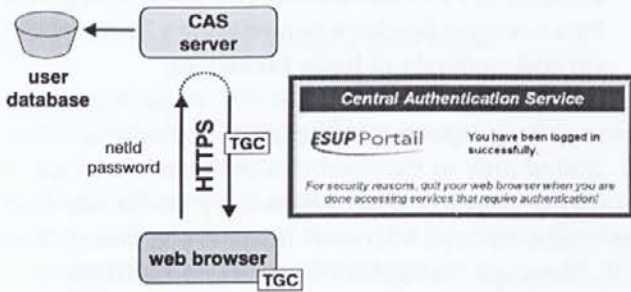 CAS
server
user
database
netId
password
HTTPS
TGC
web browser
TGC
Central Authentication Service
ESUP Portail
You have been logged in
successfully.
For security reasons, quit your web browser when you are
done accessing services that require authentication!